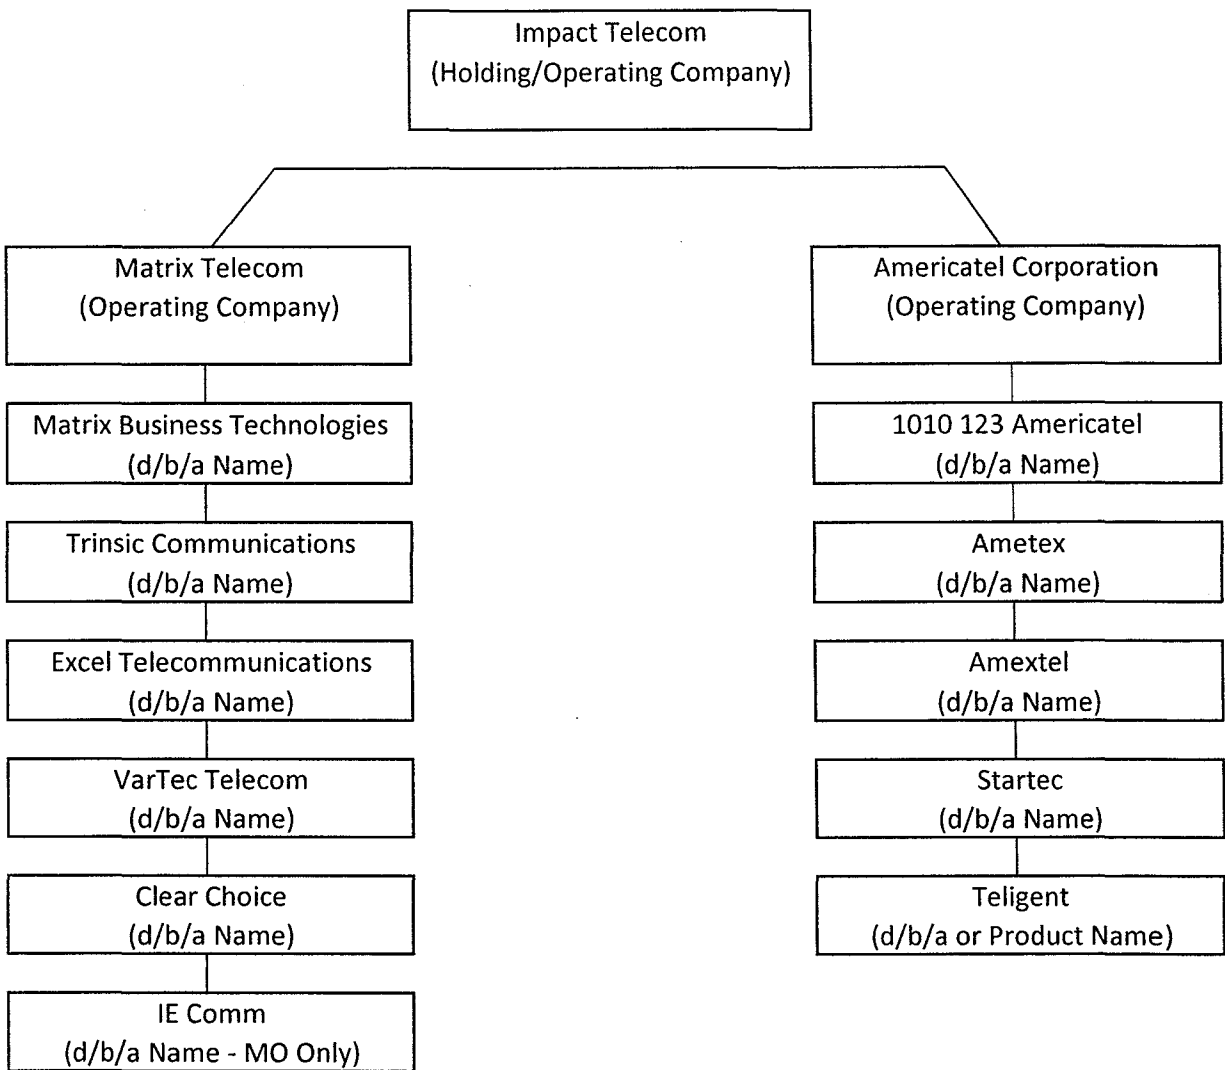 Impact Telecom
(Holding/Operating Company)
Matrix Telecom
(Operating Company)
Matrix Business Technologies
(d/b/a Name)
Trinsic Communications
(d/b/a Name)
Excel Telecommunications
(d/b/a Name)
VarTec Telecom
(d/b/a Name)
Clear Choice
(d/b/a Name)
IE Comm
(d/b/a Name - MO Only)
Americatel Corporation
(Operating Company)
1010 123 Americatel
(d/b/a Name)
Ametex
(d/b/a Name)
Amextel
(d/b/a Name)
Startec
(d/b/a Name)
Teligent
(d/b/a or Product Name)